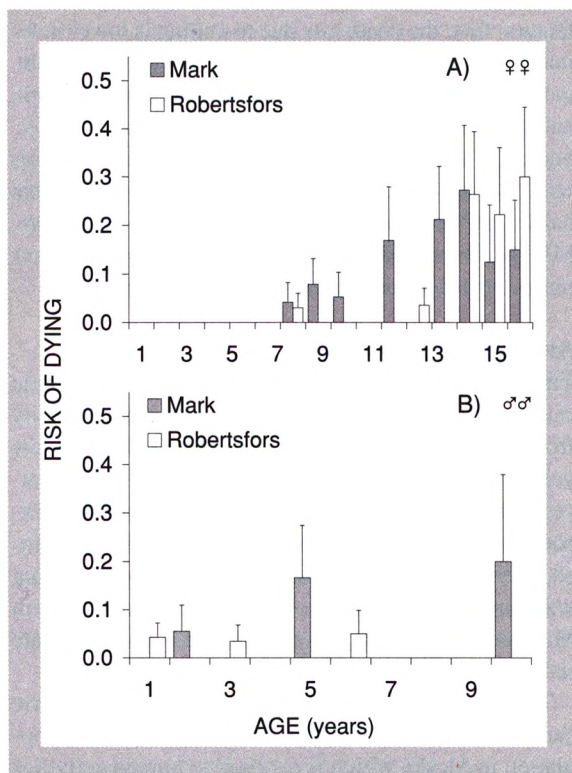 A) ♀♀
Mark
Robertsfors
0.5
0.4
0.3
0.2
0.1
0.0
1 3 5 7 9 11 13 15
RISK OF DYING
B) ♂♂
Mark
Robertsfors
0.5
0.4
0.3
0.2
0.1
0.0
1 3 5 7 9
AGE (years)